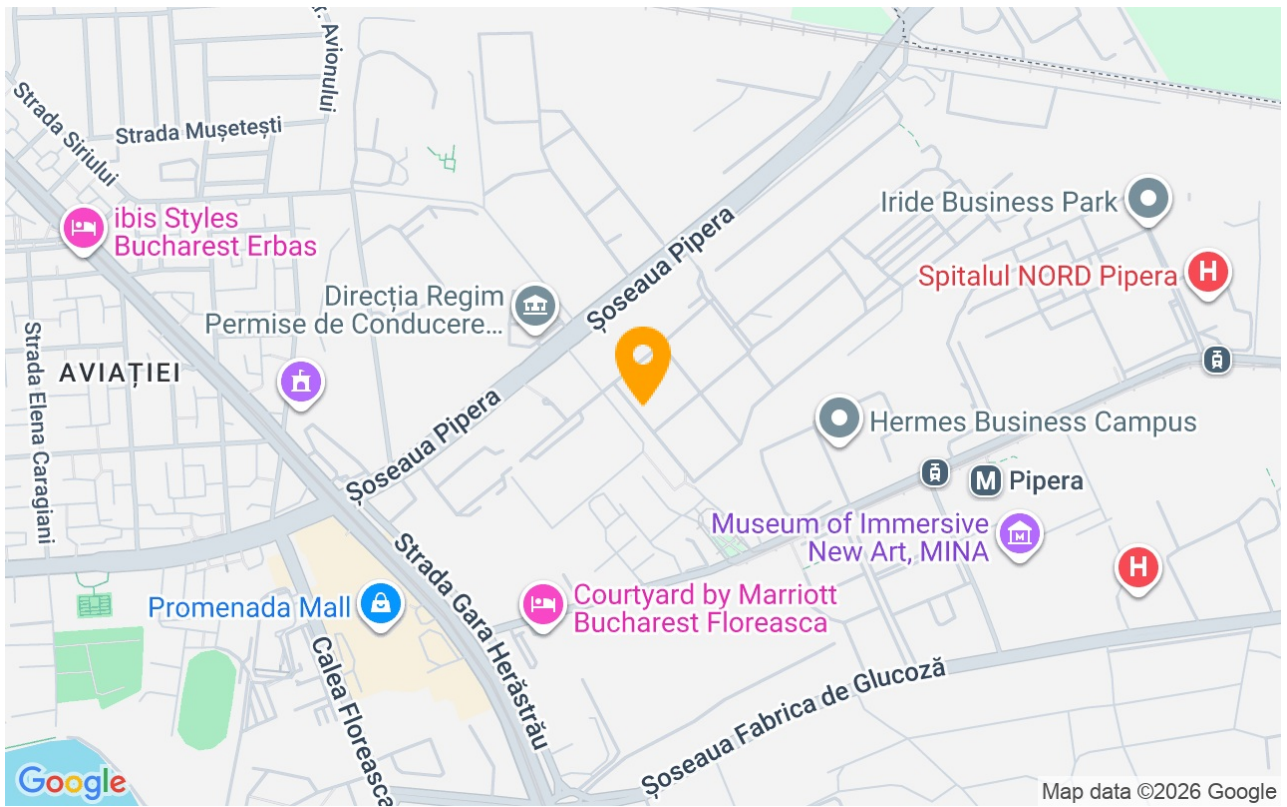 r. Avionului
Strada Siriului
Strada Mușetești
Iride Business Park
ibis Styles
Bucharest Erbas
Șoseaua Pipera
Spitalul NORD Pipera
H
Direcția Regim
Permise de Conducere...
Strada Elena Caragiani
AVIAȚIEI
Șoseaua Pipera
Hermes Business Campus
M Pipera
Museum of Immersive
New Art, MINA
Strada Gara Herăstrău
H
Promenada Mall
Courtyard by Marriott
Bucharest Floreasca
Calea Floreasca
Șoseaua Fabrica de Glucoză
Google
Map data ©2026 Google